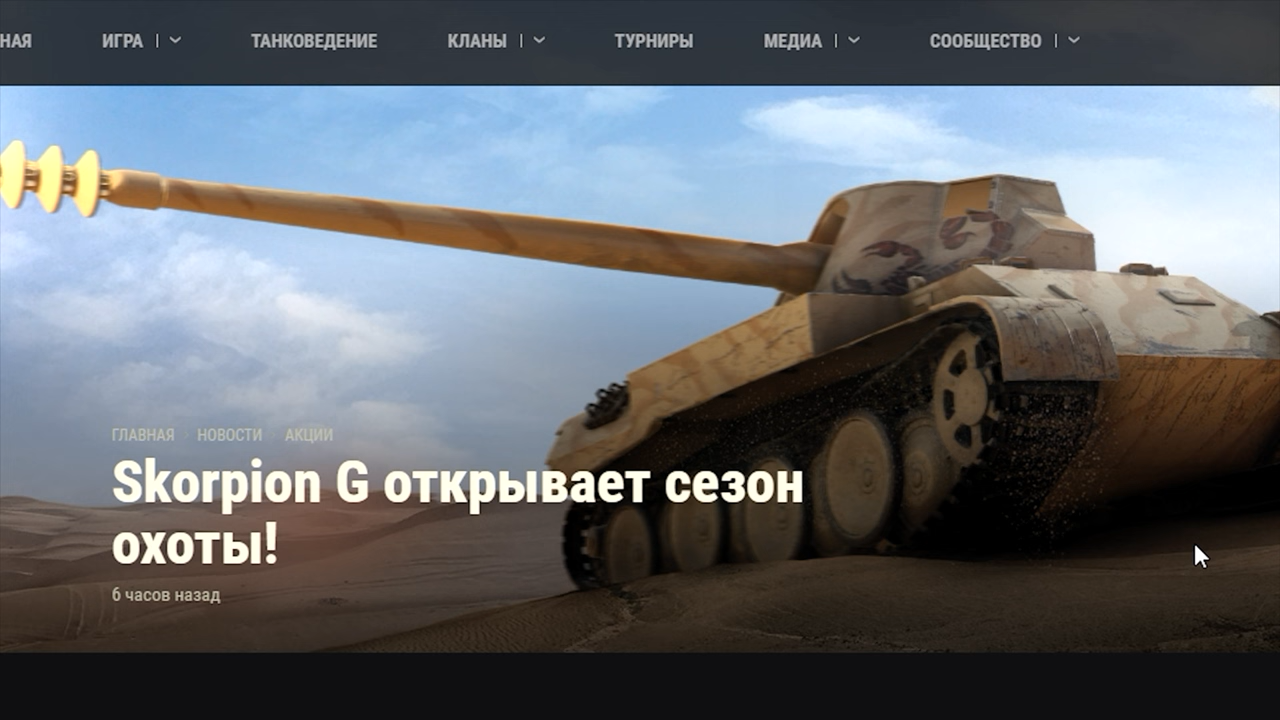 НАЯ ИГРА ТАНКОВЕДЕНИЕ КЛАНЫ ТУРНИРЫ МЕДИА СООБЩЕСТВО
ГЛАВНАЯ НОВОСТИ АКЦИИ
Skorpion G открывает сезон
охоты!
6 часов назад